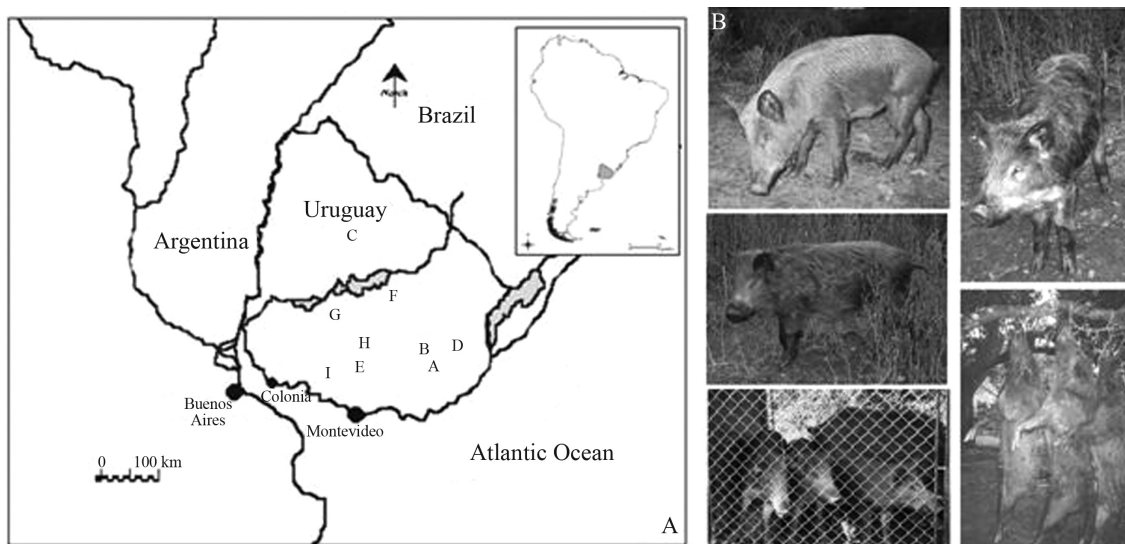 B
North
Brazil
Uruguay
C
Argentina
F
G
H
B
D
I
E
A
Colonia
Buenos
Aires
Montevideo
0 100 km
Atlantic Ocean
A